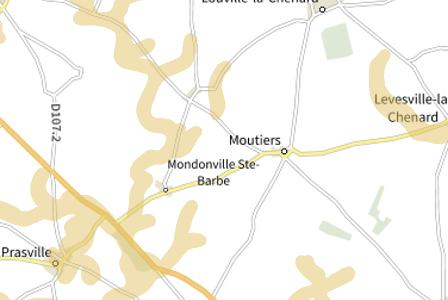 Louville-la-Chenard
Levesville-la-
Chenard
D107-2
Moutiers
Mondonville Ste-
Barbe
Prasville